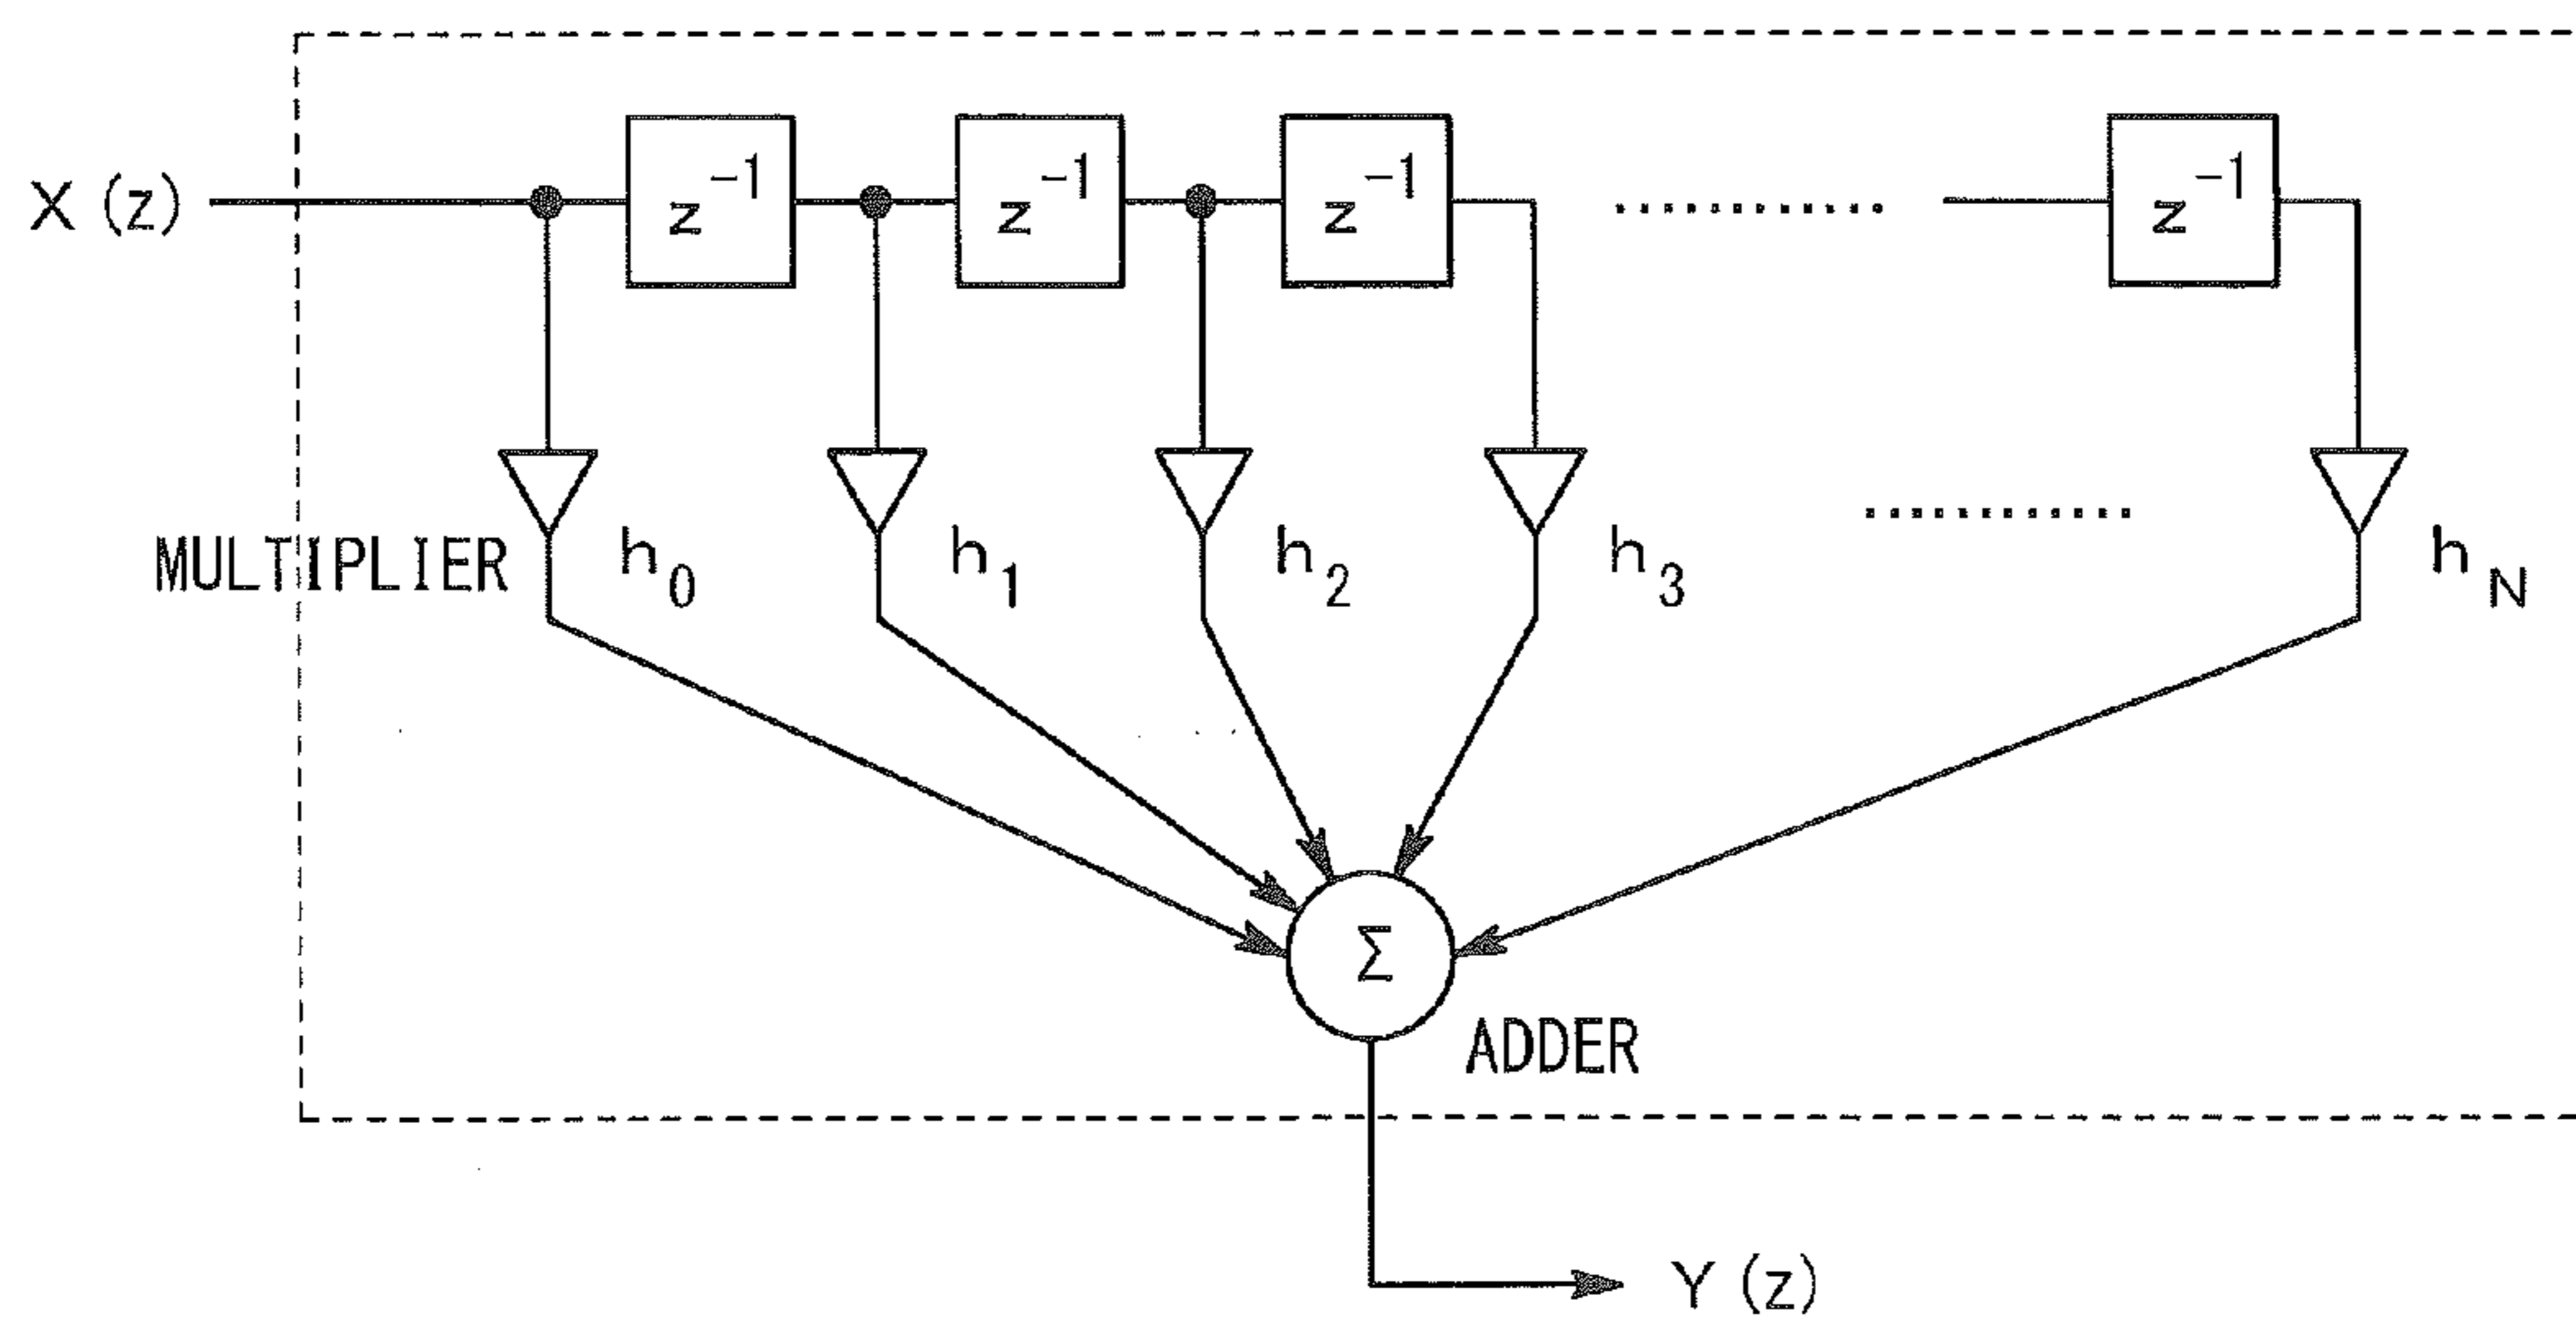 X (z)
z⁻¹ z⁻¹ z⁻¹ ............ z⁻¹
MULTIPLIER h₀ h₁ h₂ h₃ ............ h_N
Σ
ADDER
Y (z)